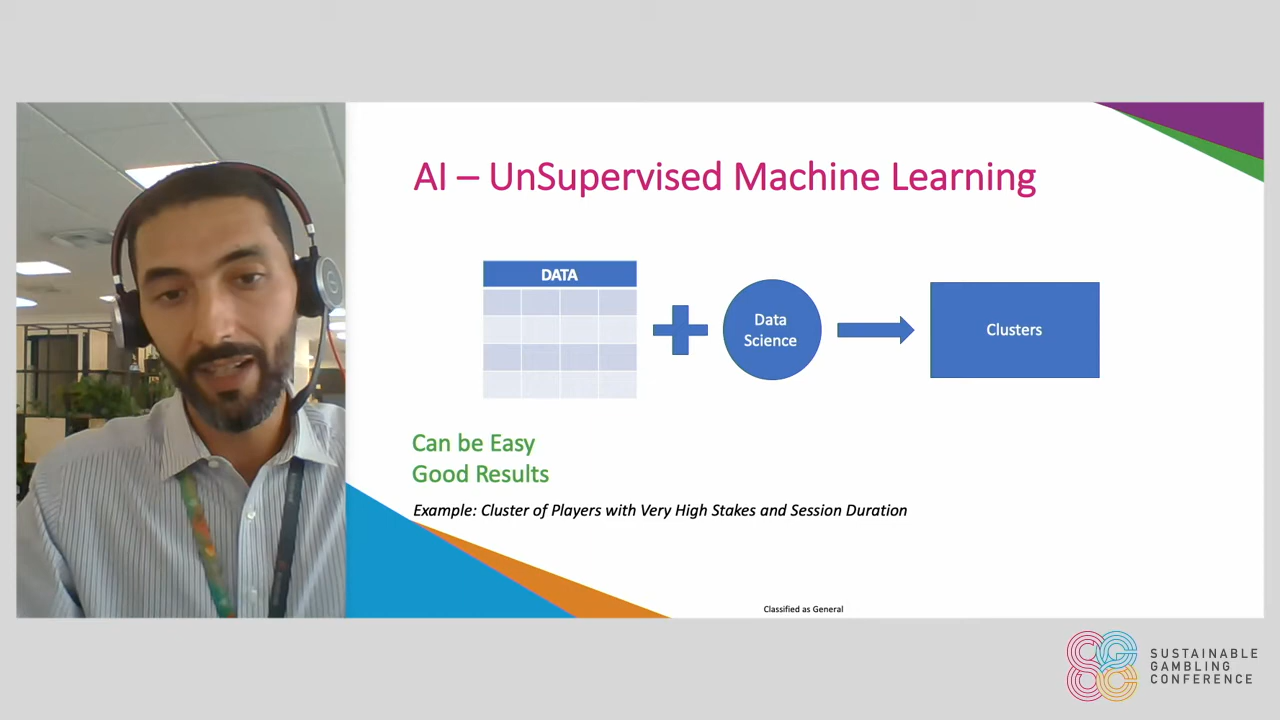 AI – UnSupervised Machine Learning
DATA
Data
Science
Clusters
Can be Easy
Good Results
Example: Cluster of Players with Very High Stakes and Session Duration
Classified as General
SUSTAINABLE
GAMBLING
CONFERENCE